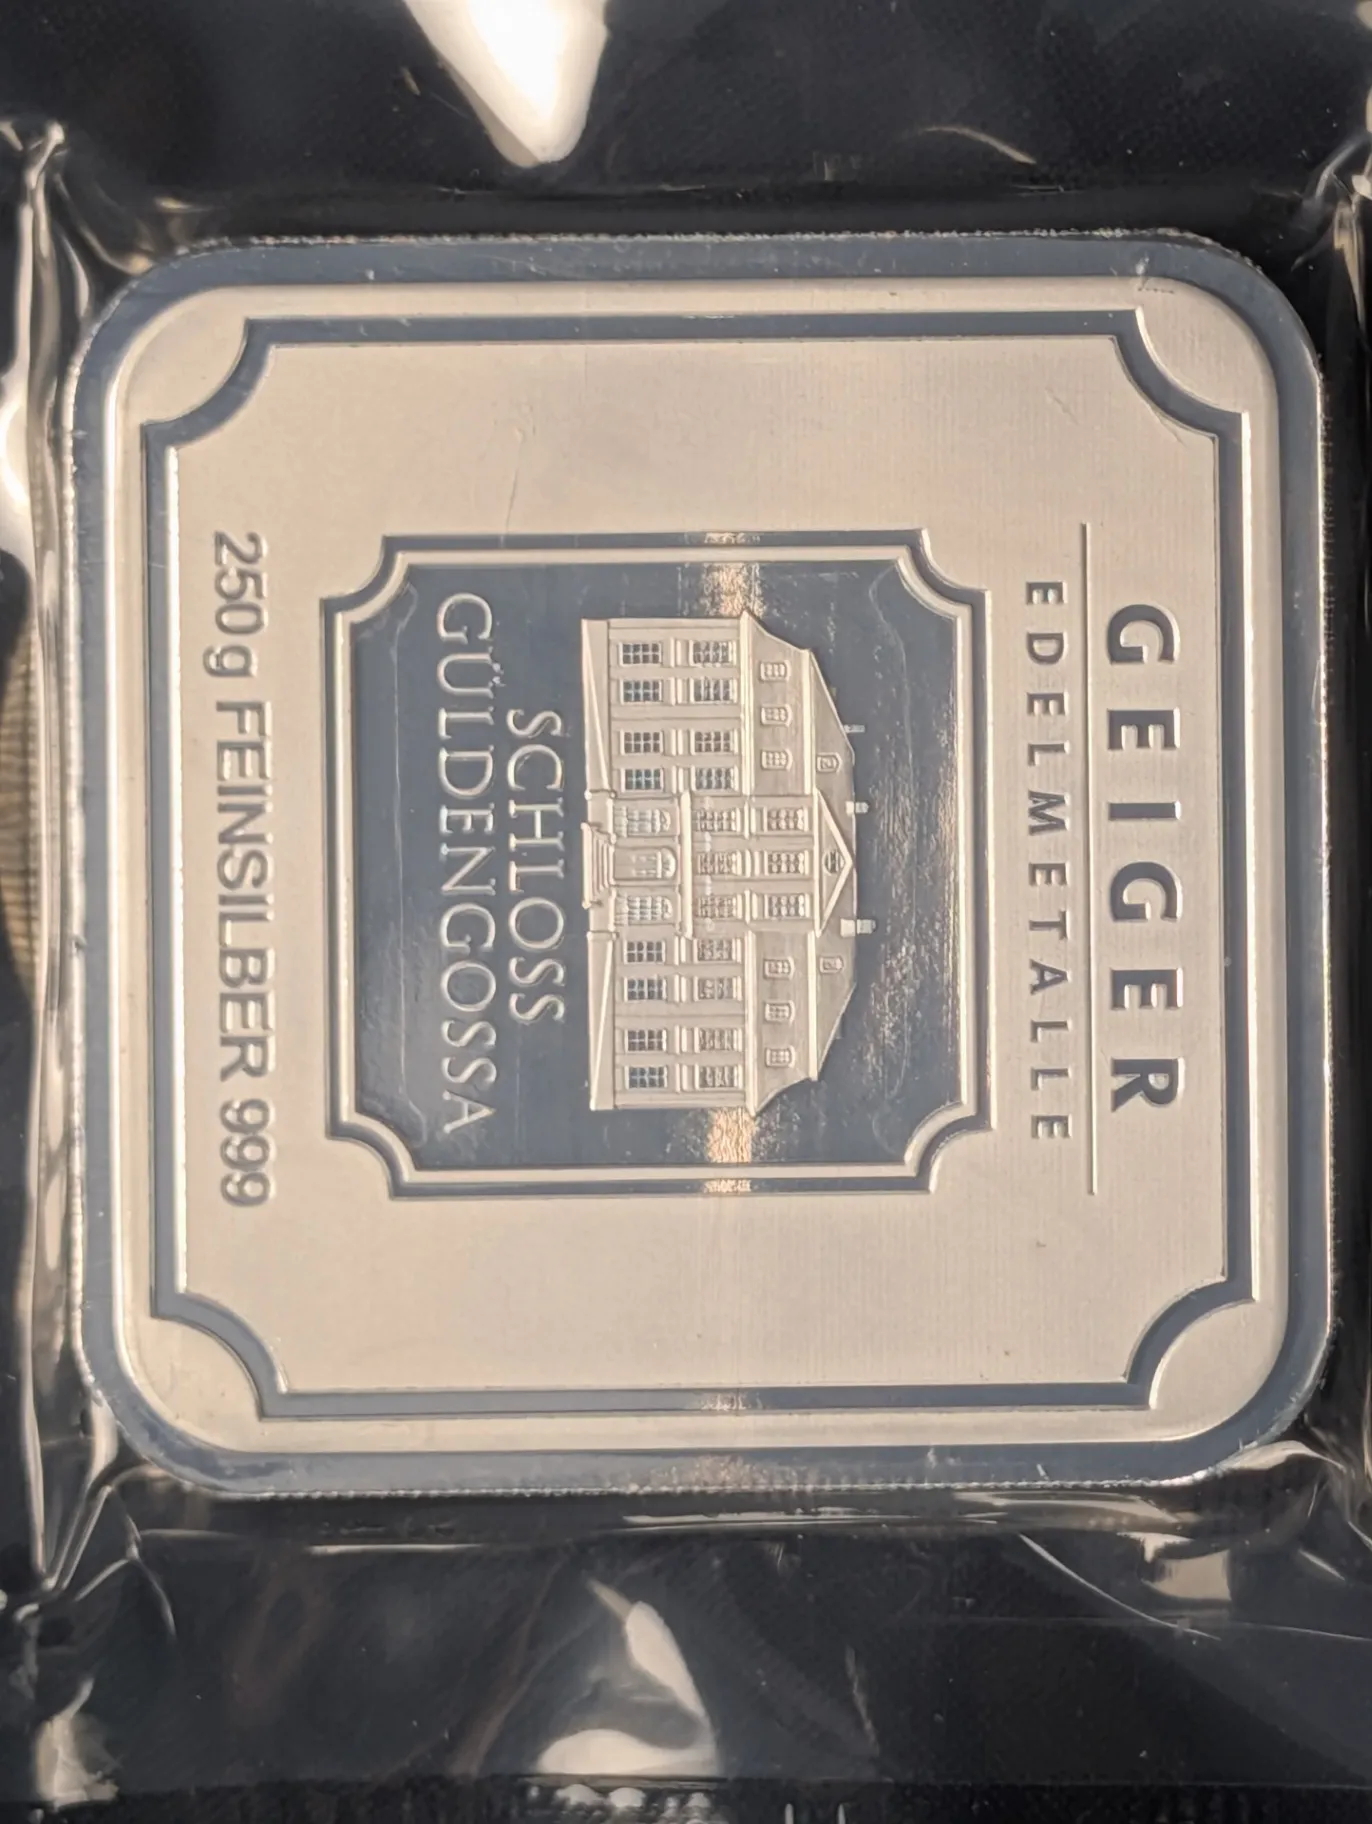 GEIGER
EDELMETALLE
SCHLOSS
GÜLDENGOSSA
250 g FEINSILBER 999